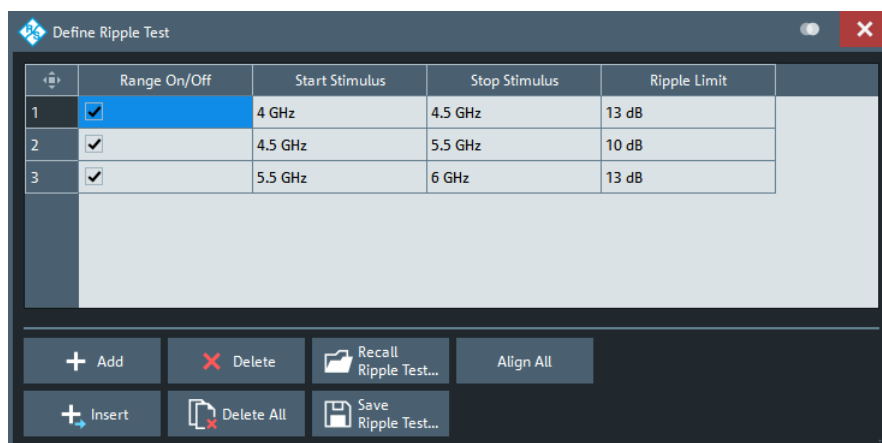 Define Ripple Test
Range On/Off Start Stimulus Stop Stimulus Ripple Limit
1 4 GHz 4.5 GHz 13 dB
2 4.5 GHz 5.5 GHz 10 dB
3 5.5 GHz 6 GHz 13 dB
Add
Delete
Recall
Ripple Test...
Align All
Insert
Delete All
Save
Ripple Test...